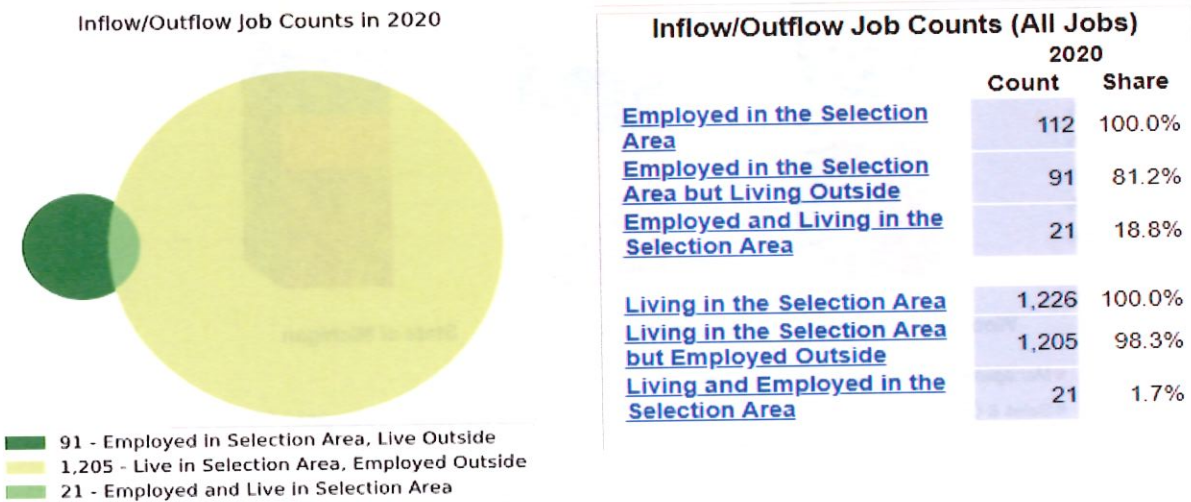 Inflow/Outflow Job Counts in 2020
91 - Employed in Selection Area, Live Outside
1,205 - Live in Selection Area, Employed Outside
21 - Employed and Live in Selection Area
Inflow/Outflow Job Counts (All Jobs)
2020
Count Share
Employed in the Selection
Area 112 100.0%
Employed in the Selection
Area but Living Outside 91 81.2%
Employed and Living in the
Selection Area 21 18.8%
Living in the Selection Area 1,226 100.0%
Living in the Selection Area
but Employed Outside 1,205 98.3%
Living and Employed in the
Selection Area 21 1.7%
State of Michigan